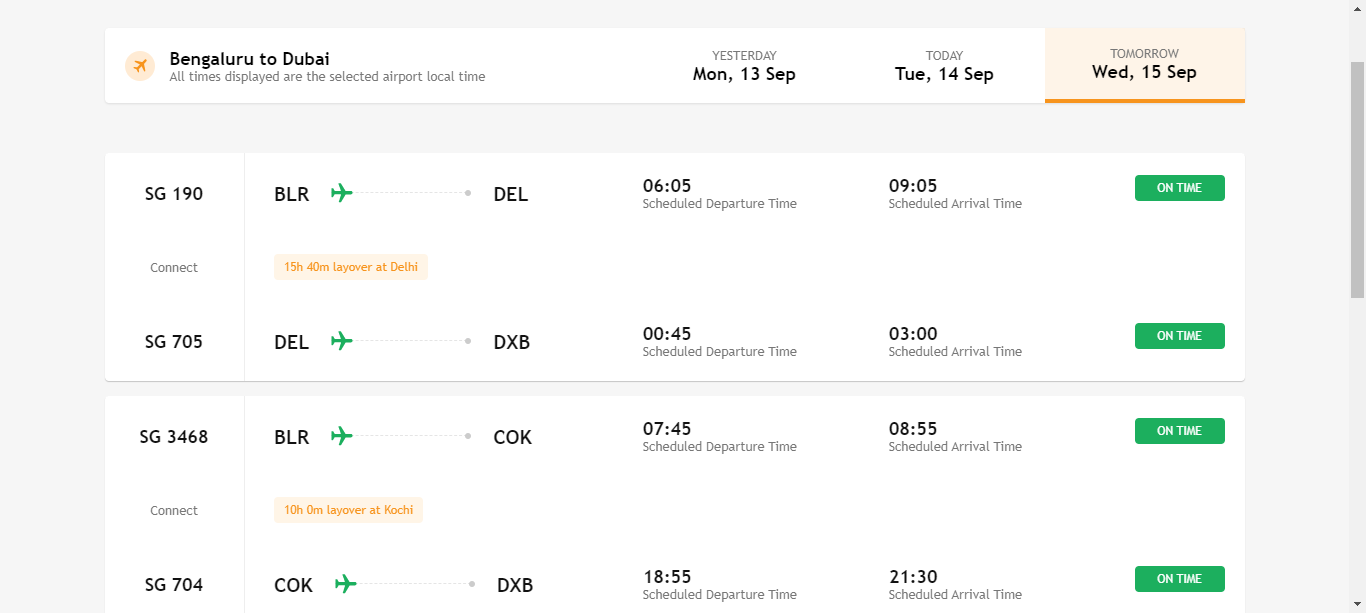 Bengaluru to Dubai
All times displayed are the selected airport local time
YESTERDAY
Mon, 13 Sep
TODAY
Tue, 14 Sep
TOMORROW
Wed, 15 Sep
SG 190
BLR
DEL
06:05
Scheduled Departure Time
09:05
Scheduled Arrival Time
ON TIME
Connect
15h 40m layover at Delhi
SG 705
DEL
DXB
00:45
Scheduled Departure Time
03:00
Scheduled Arrival Time
ON TIME
SG 3468
BLR
COK
07:45
Scheduled Departure Time
08:55
Scheduled Arrival Time
ON TIME
Connect
10h 0m layover at Kochi
SG 704
COK
DXB
18:55
Scheduled Departure Time
21:30
Scheduled Arrival Time
ON TIME